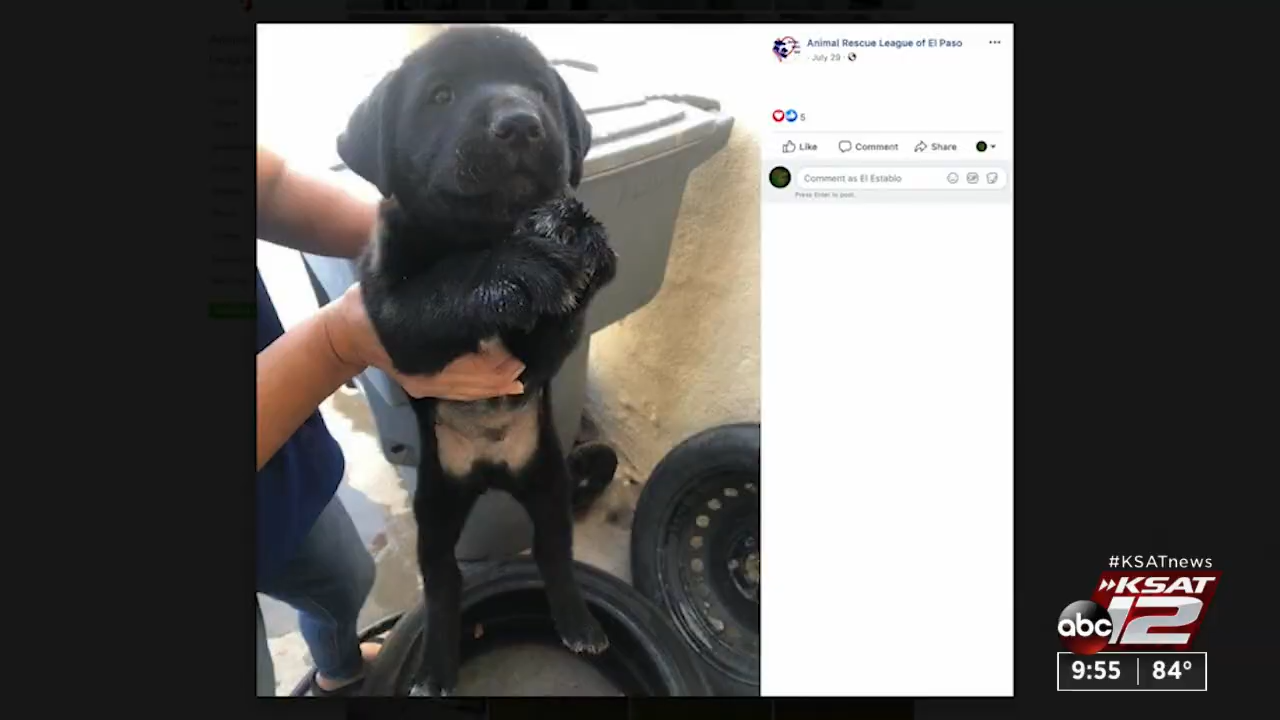 Animal Rescue League of El Paso
· July 29 ·
5
Like Comment Share
Comment as El Establo
Press Enter to post.
#KSATnews
KSAT
abc 12
9:55 84°